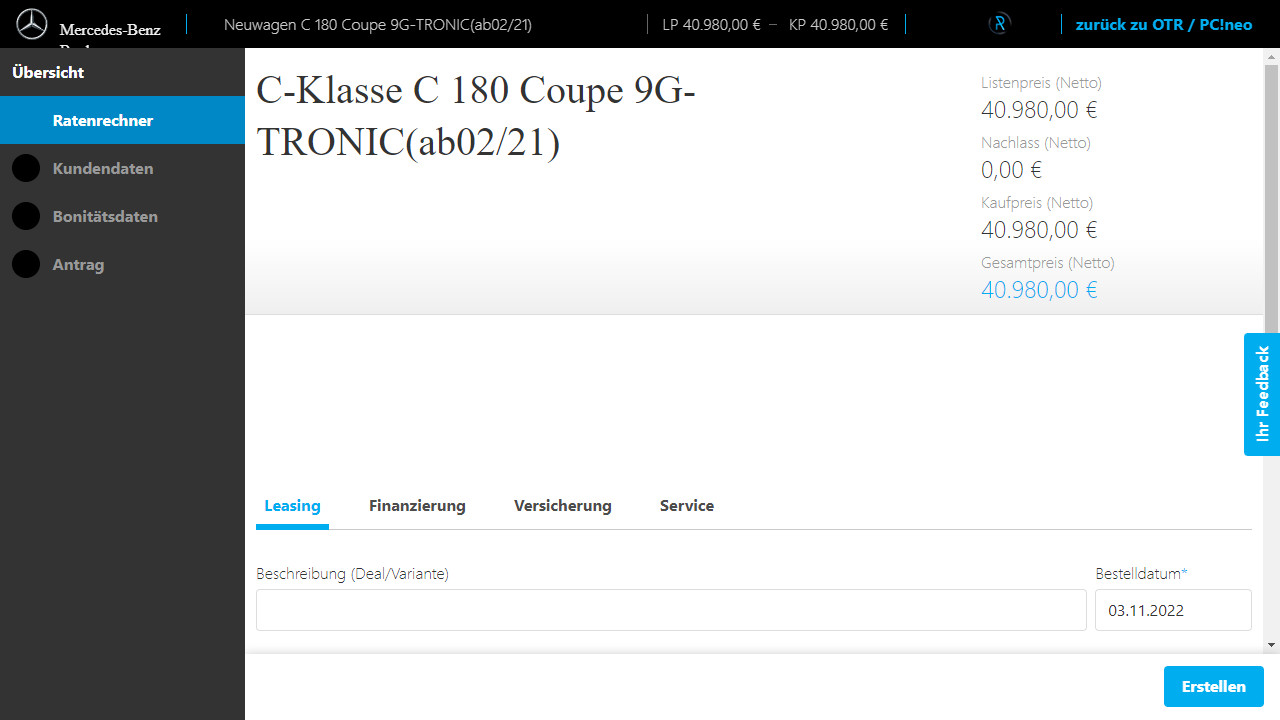 Mercedes-Benz
Neuwagen C 180 Coupe 9G-TRONIC(ab02/21)
LP 40.980,00 € – KP 40.980,00 €
zurück zu OTR / PC!neo
Übersicht
Ratenrechner
Kundendaten
Bonitätsdaten
Antrag
C-Klasse C 180 Coupe 9G-
TRONIC(ab02/21)
Listenpreis (Netto)
40.980,00 €
Nachlass (Netto)
0,00 €
Kaufpreis (Netto)
40.980,00 €
Gesamtpreis (Netto)
40.980,00 €
Ihr Feedback
Leasing Finanzierung Versicherung Service
Beschreibung (Deal/Variante)
Bestelldatum*
03.11.2022
Erstellen